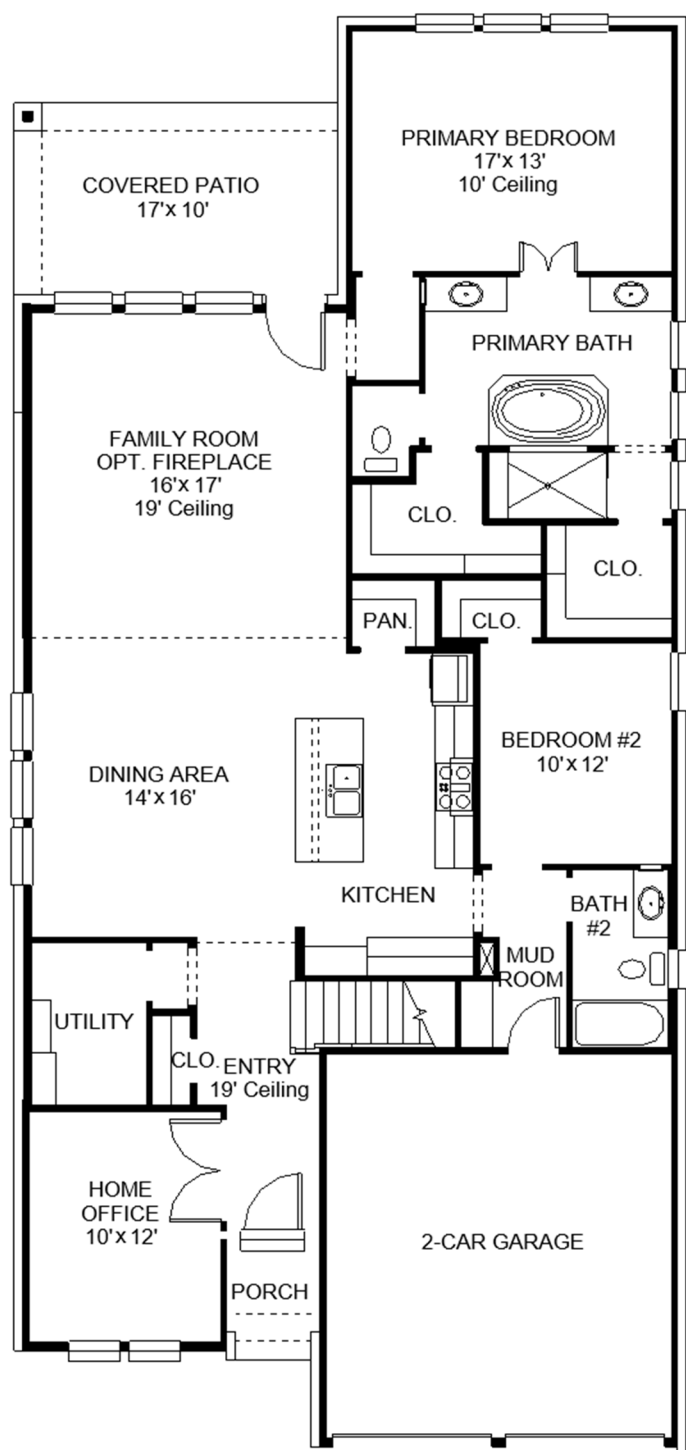 PRIMARY BEDROOM
17'x 13'
10' Ceiling
COVERED PATIO
17'x 10'
PRIMARY BATH
FAMILY ROOM
OPT. FIREPLACE
16'x 17'
19' Ceiling
CLO.
CLO.
PAN.
CLO.
BEDROOM #2
10'x 12'
DINING AREA
14'x 16'
KITCHEN
BATH
#2
MUD
ROOM
UTILITY
CLO.
ENTRY
19' Ceiling
HOME
OFFICE
10'x 12'
2-CAR GARAGE
PORCH